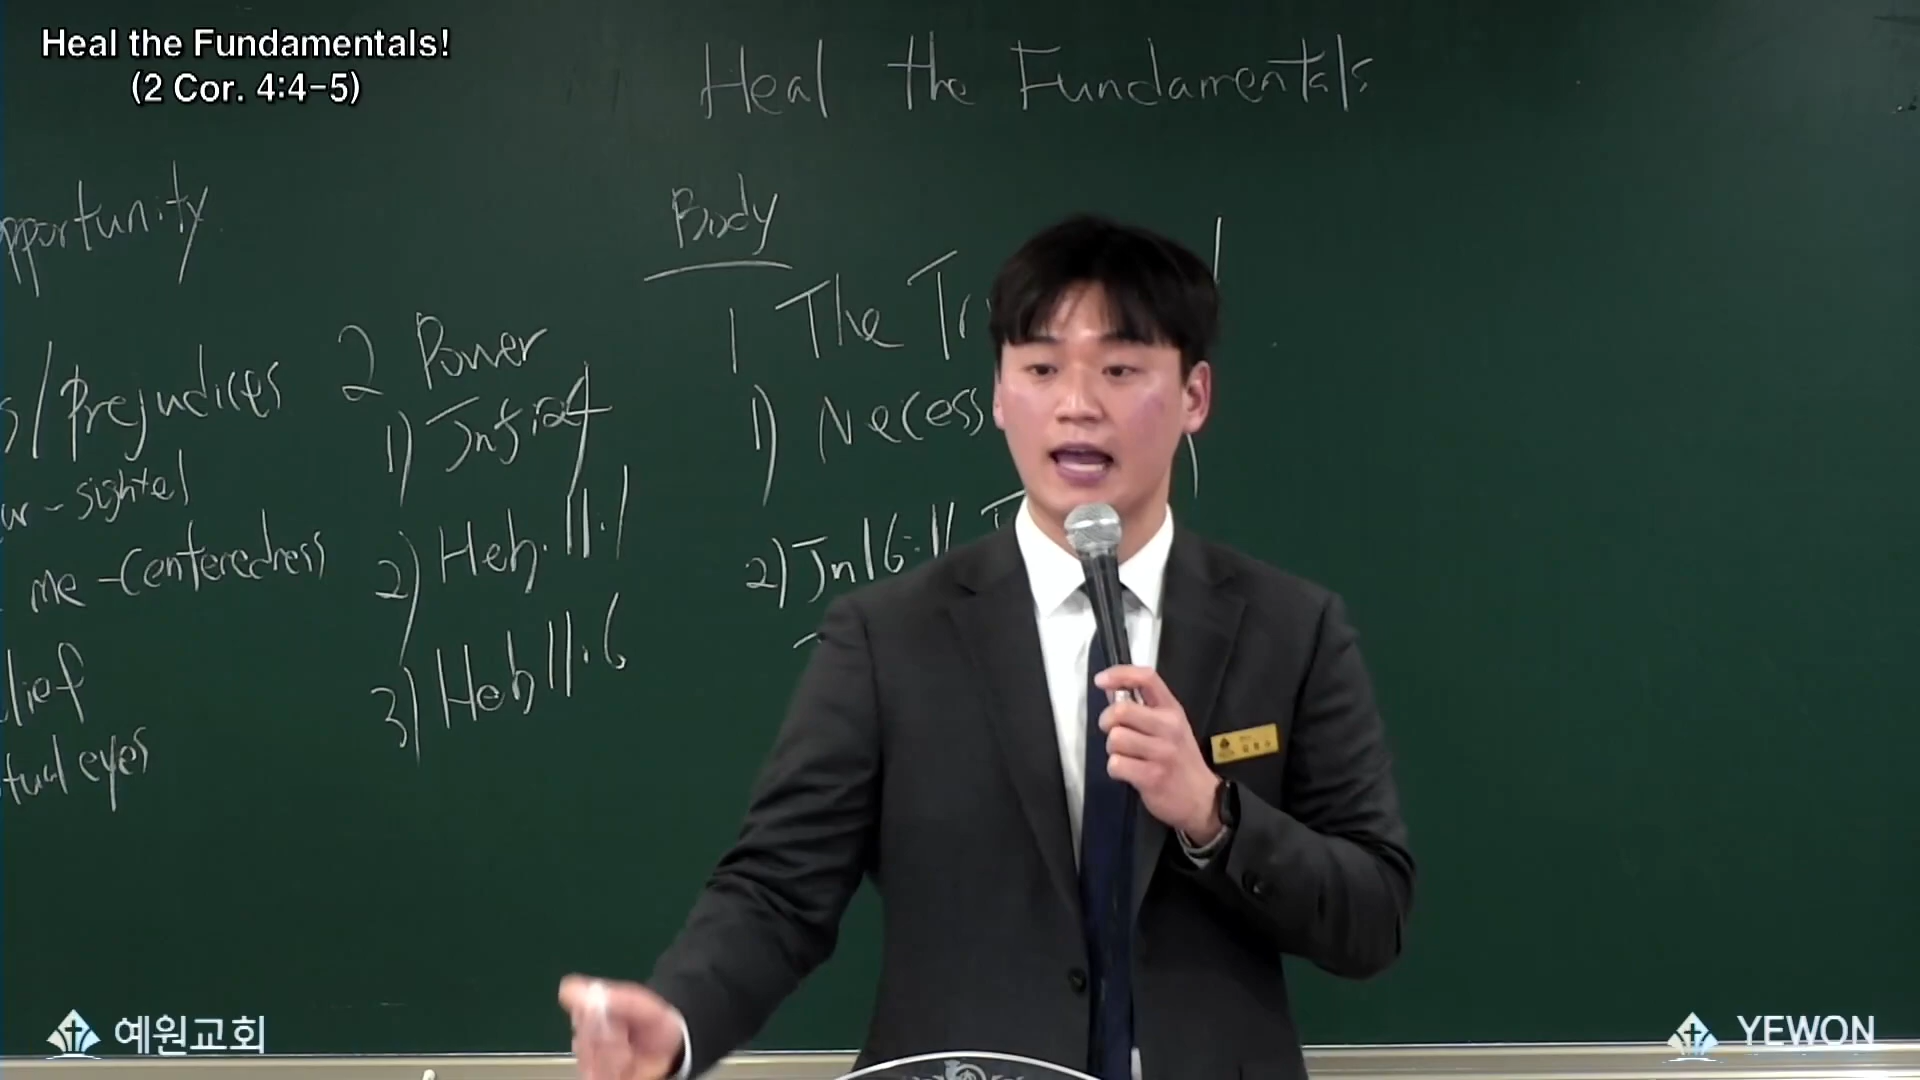 Heal the Fundamentals!
(2 Cor. 4:4-5)
Heal the Fundamentals
pportunity
s/Prejudices
ar-sighted
me-Centeredness
lief
tual eyes
2 Power
1) Jn 5:24
2) Heb. 11:1
3) Heb 11:6
Body
1 The Tr
1) Necess
2) Jn 16:11
예원교회
YEWON